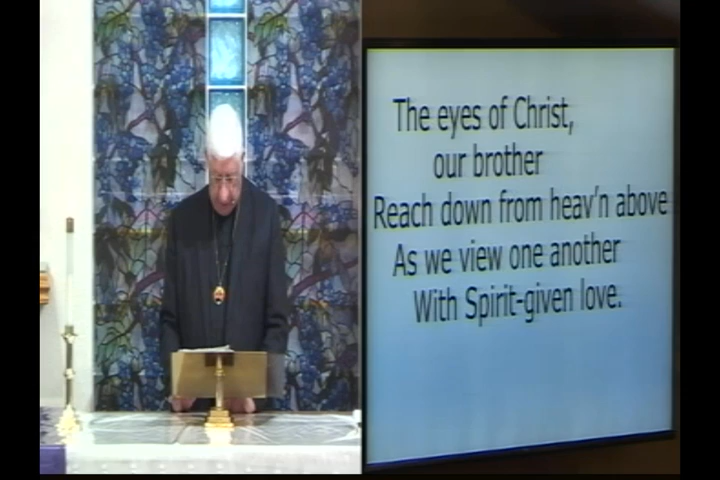 The eyes of Christ,
our brother
Reach down from heav'n above
As we view one another
With Spirit-given love.